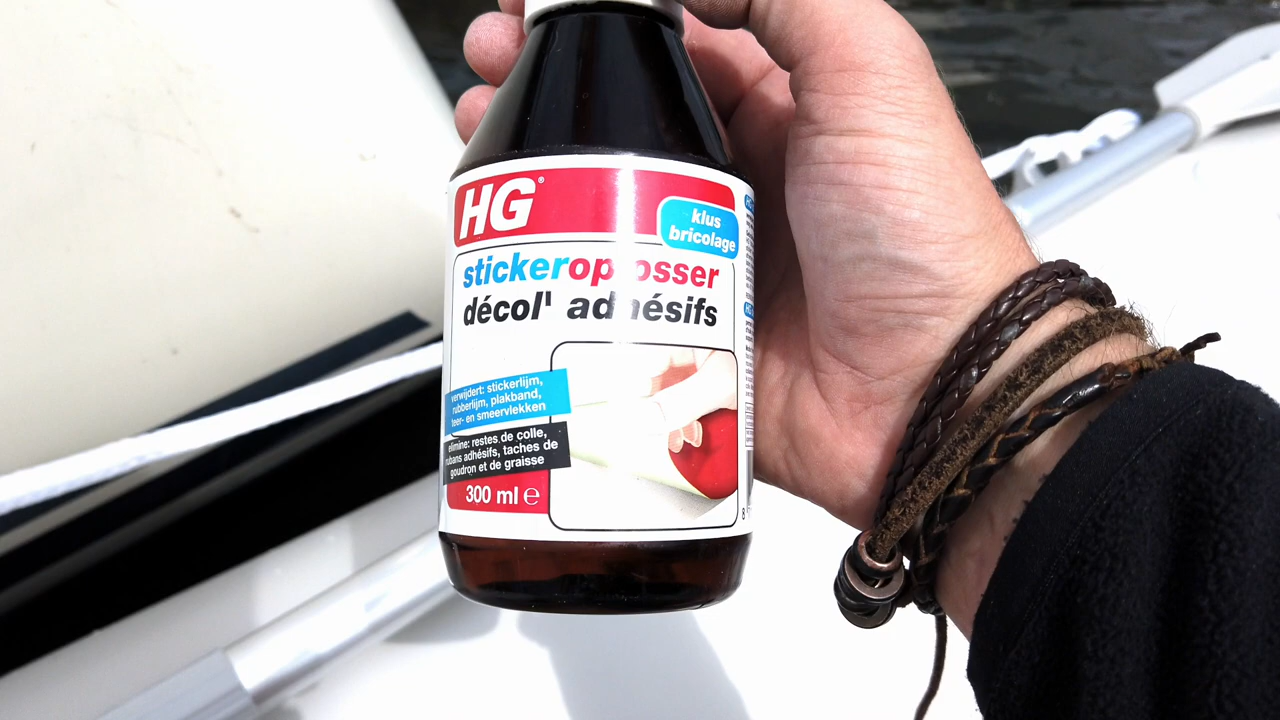 HG®
klus
bricolage
stickeroplosser
décol' adhésifs
verwijdert: stickerlijm,
rubberlijm, plakband,
teer- en smeervlekken
élimine: restes de colle,
rubans adhésifs, taches de
goudron et de graisse
300 ml e
8